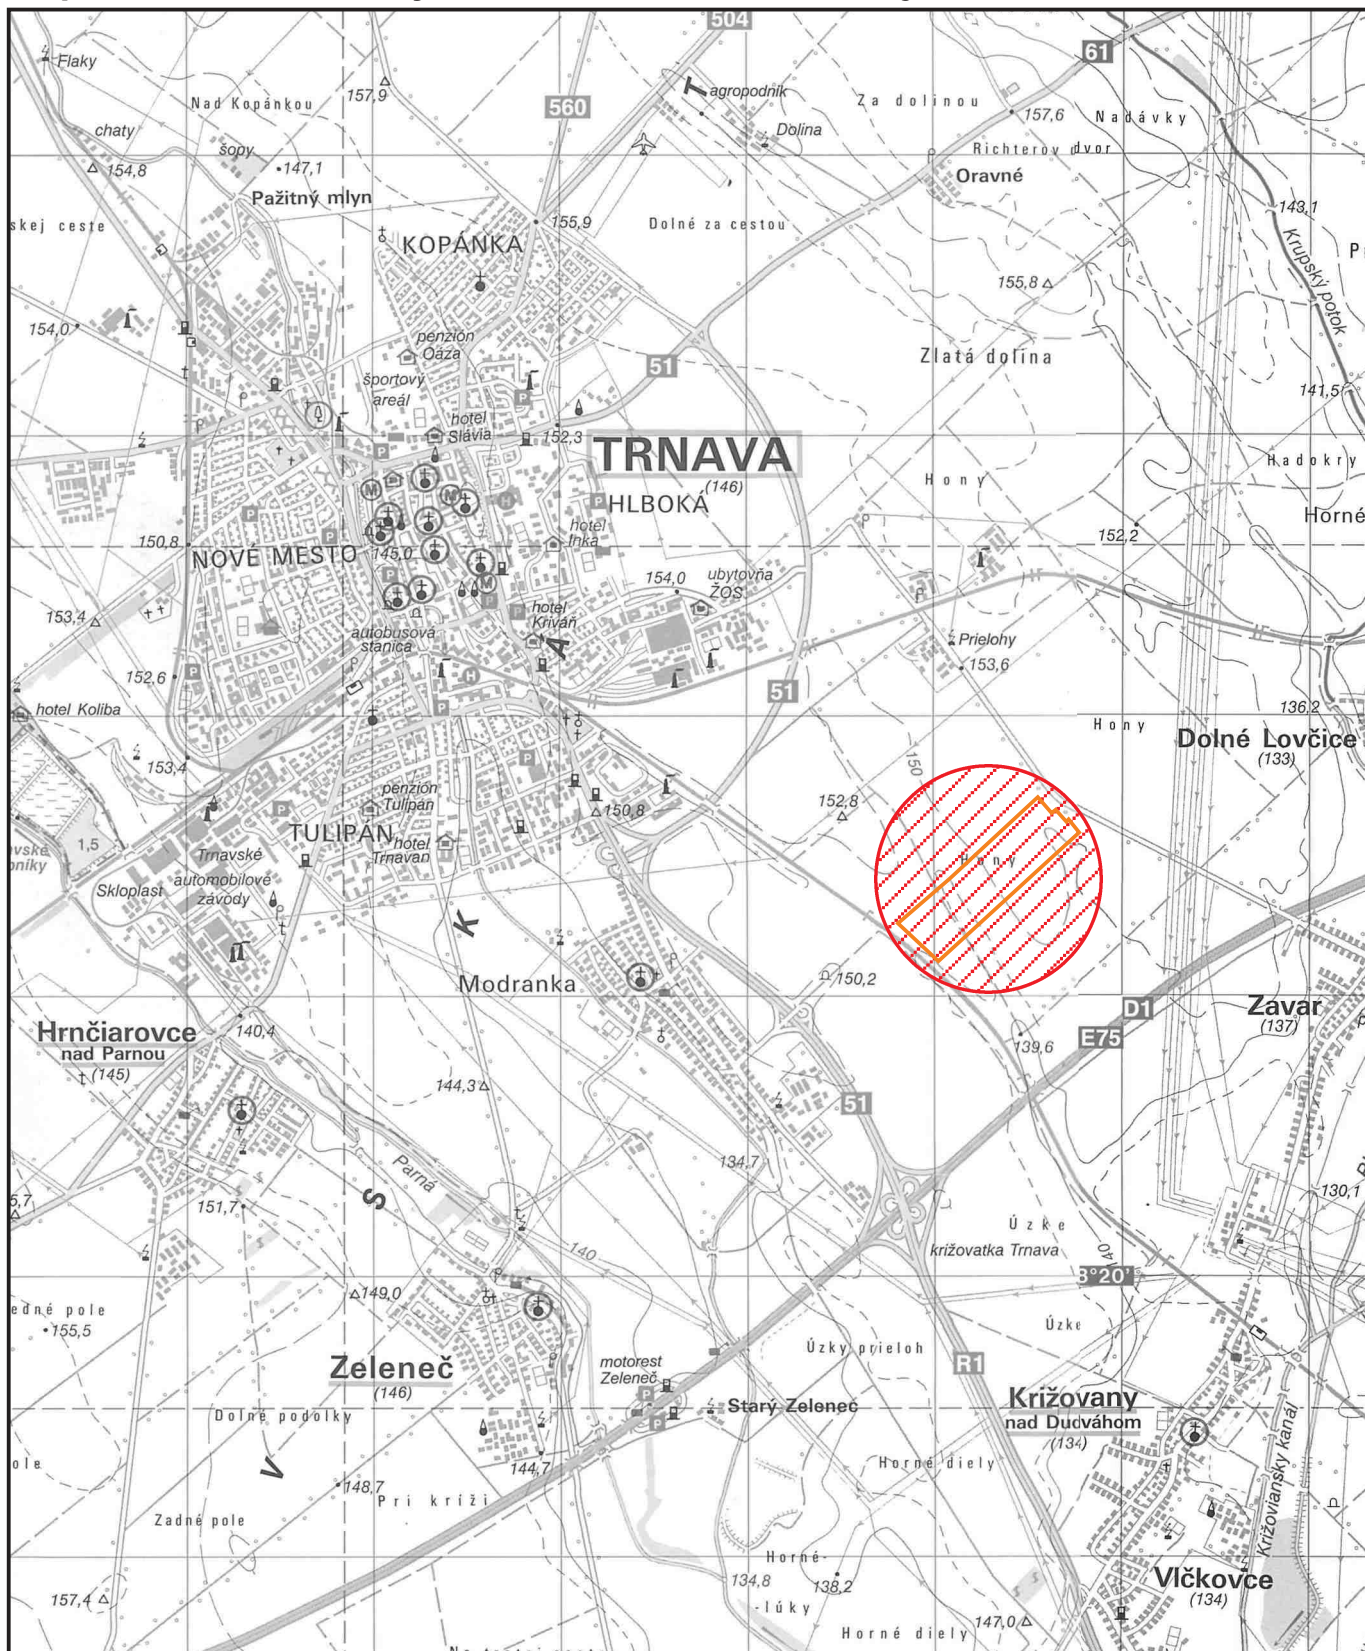 504
61
Flaky
157,9
Nad Kopánkou
560
T
agropodnik
Za dolinou
157,6
Nadávky
chaty
šopy
Dolina
Richterov dvor
154,8
147,1
Oravné
Pažitný mlyn
155,9
143,1
skej ceste
KOPÁNKA
Dolné za cestou
Krupský potok
155,8
154,0
penzión
Oáza
Zlatá dolina
51
športový
areál
141,5
hotel
Slávia
152,3
TRNAVA
(146)
Hadokry
Hony
HLBOKÁ
Horné
150,8
NOVÉ MESTO
145,0
hotel
Inka
152,2
154,0
ubytovňa
ŽOS
153,4
hotel
Kriváň
autobusová
stanica
A
Prielohy
153,6
152,6
51
hotel Koliba
136,2
Hony
Dolné Lovčice
(133)
153,4
150
penzión
Tulipán
150,8
152,8
TULIPÁN
hotel
Trnavan
Hony
1,5
Trnavské
automobilové
závody
Skloplast
K
Modranka
150,2
D1
Zavar
(137)
E75
140,4
Hrnčiarovce
nad Parnou
(145)
139,6
144,3
51
Parná
134,7
S
151,7
130,1
140
Úzke
križovatka Trnava
140
8°20'
149,0
edné pole
155,5
Úzke
Úzky prieloh
Zeleneč
(146)
motorest
Zeleneč
R1
Križovany
nad Dudváhom
(134)
Starý Zeleneč
Dolné podolky
Križoviansky kanál
ole
V
144,7
Horné diely
148,7
Pri kríži
Zadné pole
Horné-
-lúky
134,8
138,2
Vlčkovce
(134)
157,4
147,0
Horné diely